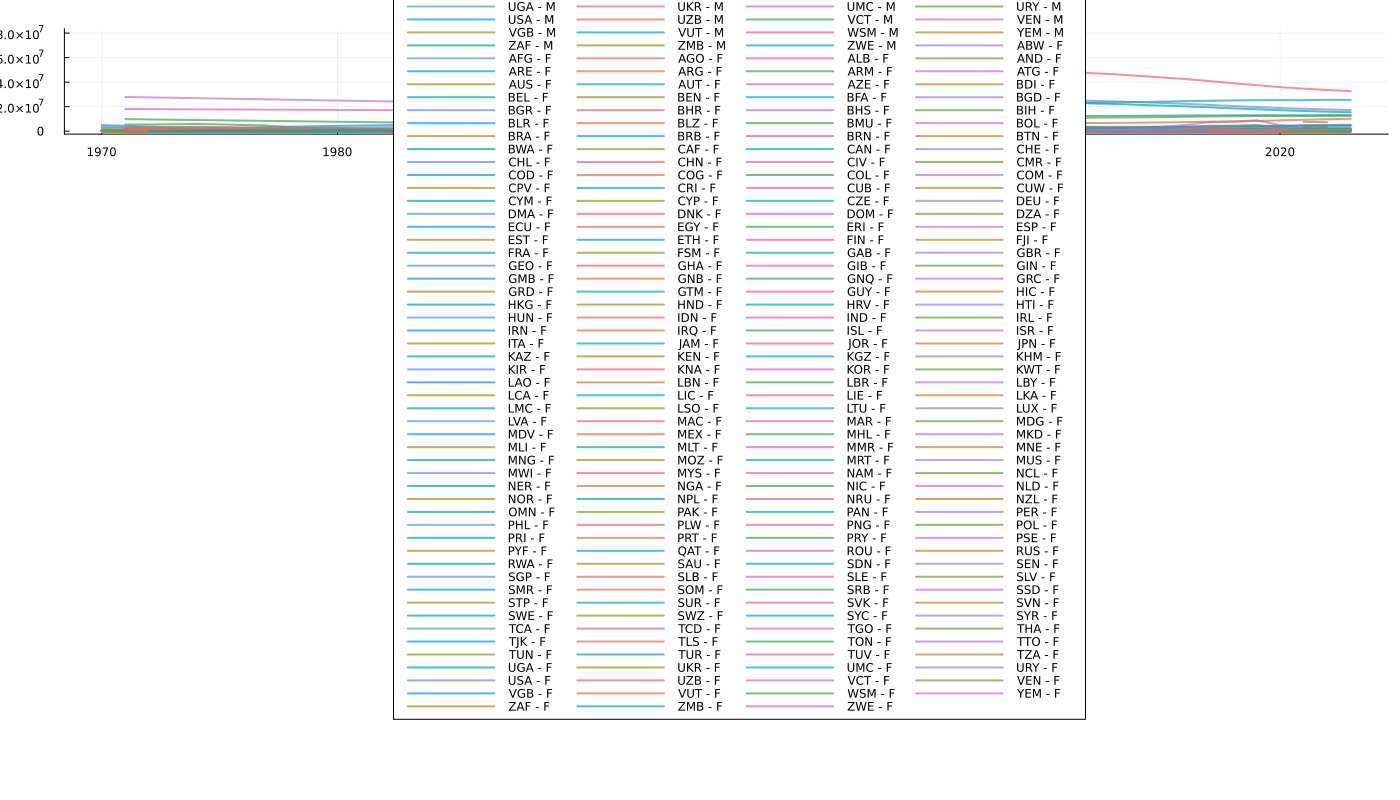 UGA - M UKR - M UMC - M URY - M
USA - M UZB - M VCT - M VEN - M
VGB - M VUT - M WSM - M YEM - M
ZAF - M ZMB - M ZWE - M ABW - F
AFG - F AGO - F ALB - F AND - F
ARE - F ARG - F ARM - F ATG - F
AUS - F AUT - F AZE - F BDI - F
BEL - F BEN - F BFA - F BGD - F
BGR - F BHR - F BHS - F BIH - F
BLR - F BLZ - F BMU - F BOL - F
BRA - F BRB - F BRN - F BTN - F
BWA - F CAF - F CAN - F CHE - F
CHL - F CHN - F CIV - F CMR - F
COD - F COG - F COL - F COM - F
CPV - F CRI - F CUB - F CUW - F
CYM - F CYP - F CZE - F DEU - F
DMA - F DNK - F DOM - F DZA - F
ECU - F EGY - F ERI - F ESP - F
EST - F ETH - F FIN - F FJI - F
FRA - F FSM - F GAB - F GBR - F
GEO - F GHA - F GIB - F GIN - F
GMB - F GNB - F GNQ - F GRC - F
GRD - F GTM - F GUY - F HIC - F
HKG - F HND - F HRV - F HTI - F
HUN - F IDN - F IND - F IRL - F
IRN - F IRQ - F ISL - F ISR - F
ITA - F JAM - F JOR - F JPN - F
KAZ - F KEN - F KGZ - F KHM - F
KIR - F KNA - F KOR - F KWT - F
LAO - F LBN - F LBR - F LBY - F
LCA - F LIC - F LIE - F LKA - F
LMC - F LSO - F LTU - F LUX - F
LVA - F MAC - F MAR - F MDG - F
MDV - F MEX - F MHL - F MKD - F
MLI - F MLT - F MMR - F MNE - F
MNG - F MOZ - F MRT - F MUS - F
MWI - F MYS - F NAM - F NCL - F
NER - F NGA - F NIC - F NLD - F
NOR - F NPL - F NRU - F NZL - F
OMN - F PAK - F PAN - F PER - F
PHL - F PLW - F PNG - F POL - F
PRI - F PRT - F PRY - F PSE - F
PYF - F QAT - F ROU - F RUS - F
RWA - F SAU - F SDN - F SEN - F
SGP - F SLB - F SLE - F SLV - F
SMR - F SOM - F SRB - F SSD - F
STP - F SUR - F SVK - F SVN - F
SWE - F SWZ - F SYC - F SYR - F
TCA - F TCD - F TGO - F THA - F
TJK - F TLS - F TON - F TTO - F
TUN - F TUR - F TUV - F TZA - F
UGA - F UKR - F UMC - F URY - F
USA - F UZB - F VCT - F VEN - F
VGB - F VUT - F WSM - F YEM - F
ZAF - F ZMB - F ZWE - F
8.0×10⁷
6.0×10⁷
4.0×10⁷
2.0×10⁷
0
1970 1980 2020